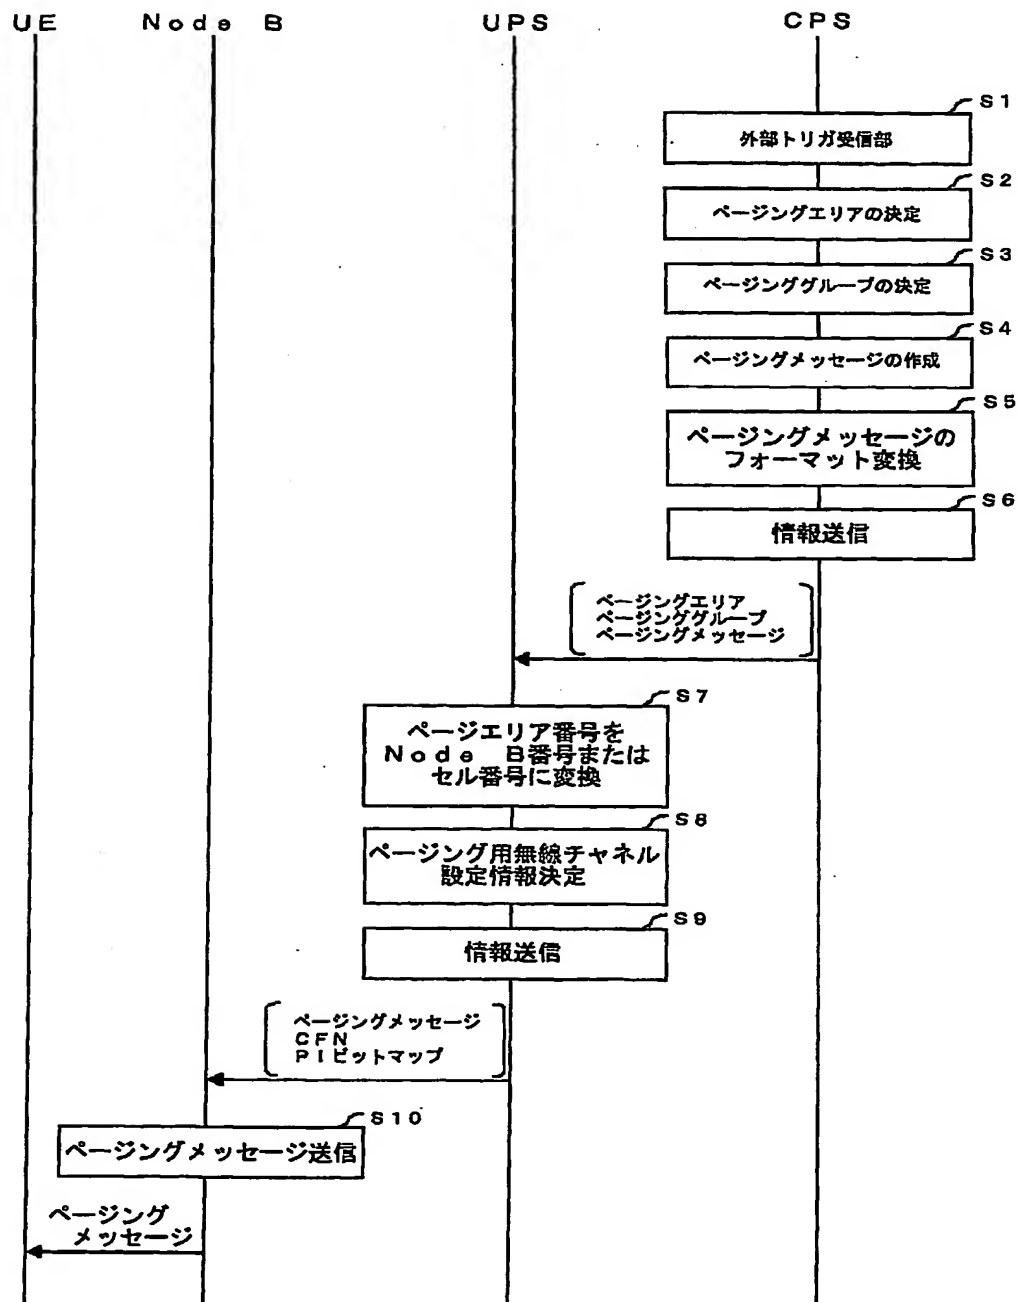 UE Node B UPS CPS
S1
外部トリガ受信部
S2
ページングエリアの決定
S3
ページンググループの決定
S4
ページングメッセージの作成
S5
ページングメッセージの
フォーマット変換
S6
情報送信
ページングエリア
ページンググループ
ページングメッセージ
S7
ページエリア番号を
Node B番号または
セル番号に変換
S8
ページング用無線チャネル
設定情報決定
S9
情報送信
ページングメッセージ
CFN
PIビットマップ
S10
ページングメッセージ送信
ページング
メッセージ